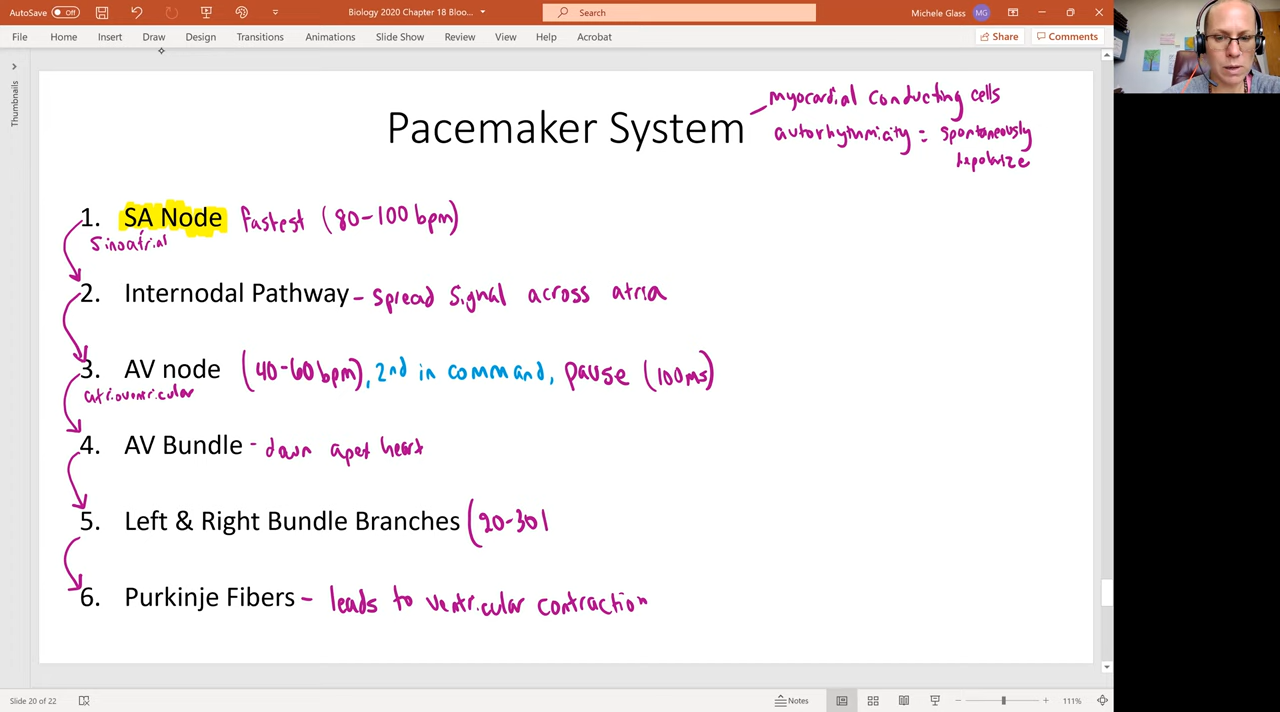 AutoSave Off
Biology 2020 Chapter 18 Bloo...
Search
Michele Glass MG
File Home Insert Draw Design Transitions Animations Slide Show Review View Help Acrobat
Share Comments
Thumbnails
Pacemaker System
myocardial conducting cells
autorhythmicity = spontaneously
1. SA Node fastest (80-100 bpm)
Sinoatrial
2. Internodal Pathway - spread signal across atria
3. AV node (40-60 bpm), 2nd in command, pause (100ms)
atrioventricular
4. AV Bundle - down apex heart
5. Left & Right Bundle Branches (20-30
6. Purkinje Fibers - leads to ventricular contraction
Slide 20 of 22
Notes
111%